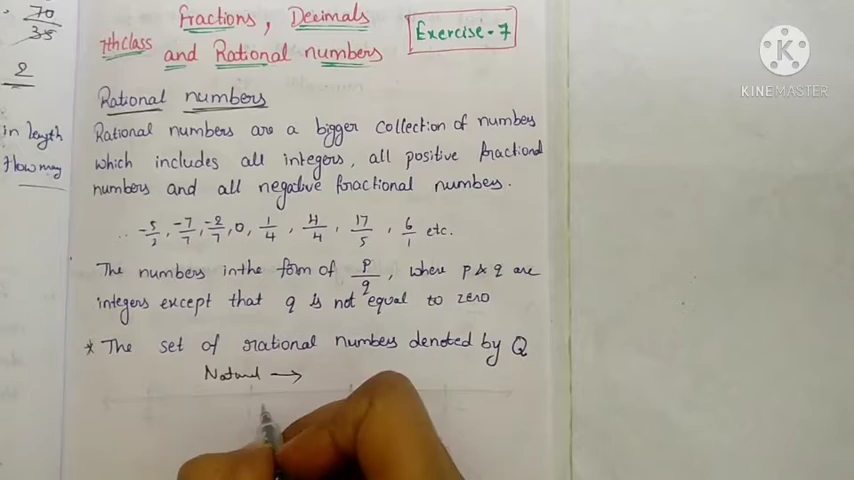 70
35
2
in length
How may
Fractions, Decimals
7th class and Rational numbers
Exercise-7
Rational numbers
Rational numbers are a bigger collection of numbers
which includes all integers, all positive fractional
numbers and all negative fractional numbers.
.. -5/2, -7/7, -2/7, 0, 1/4, 4/4, 17/5, 6/1 etc.
The numbers in the form of p/q, where p & q are
integers except that q is not equal to zero
* The set of rational numbers denoted by Q
Natural →
KINEMASTER